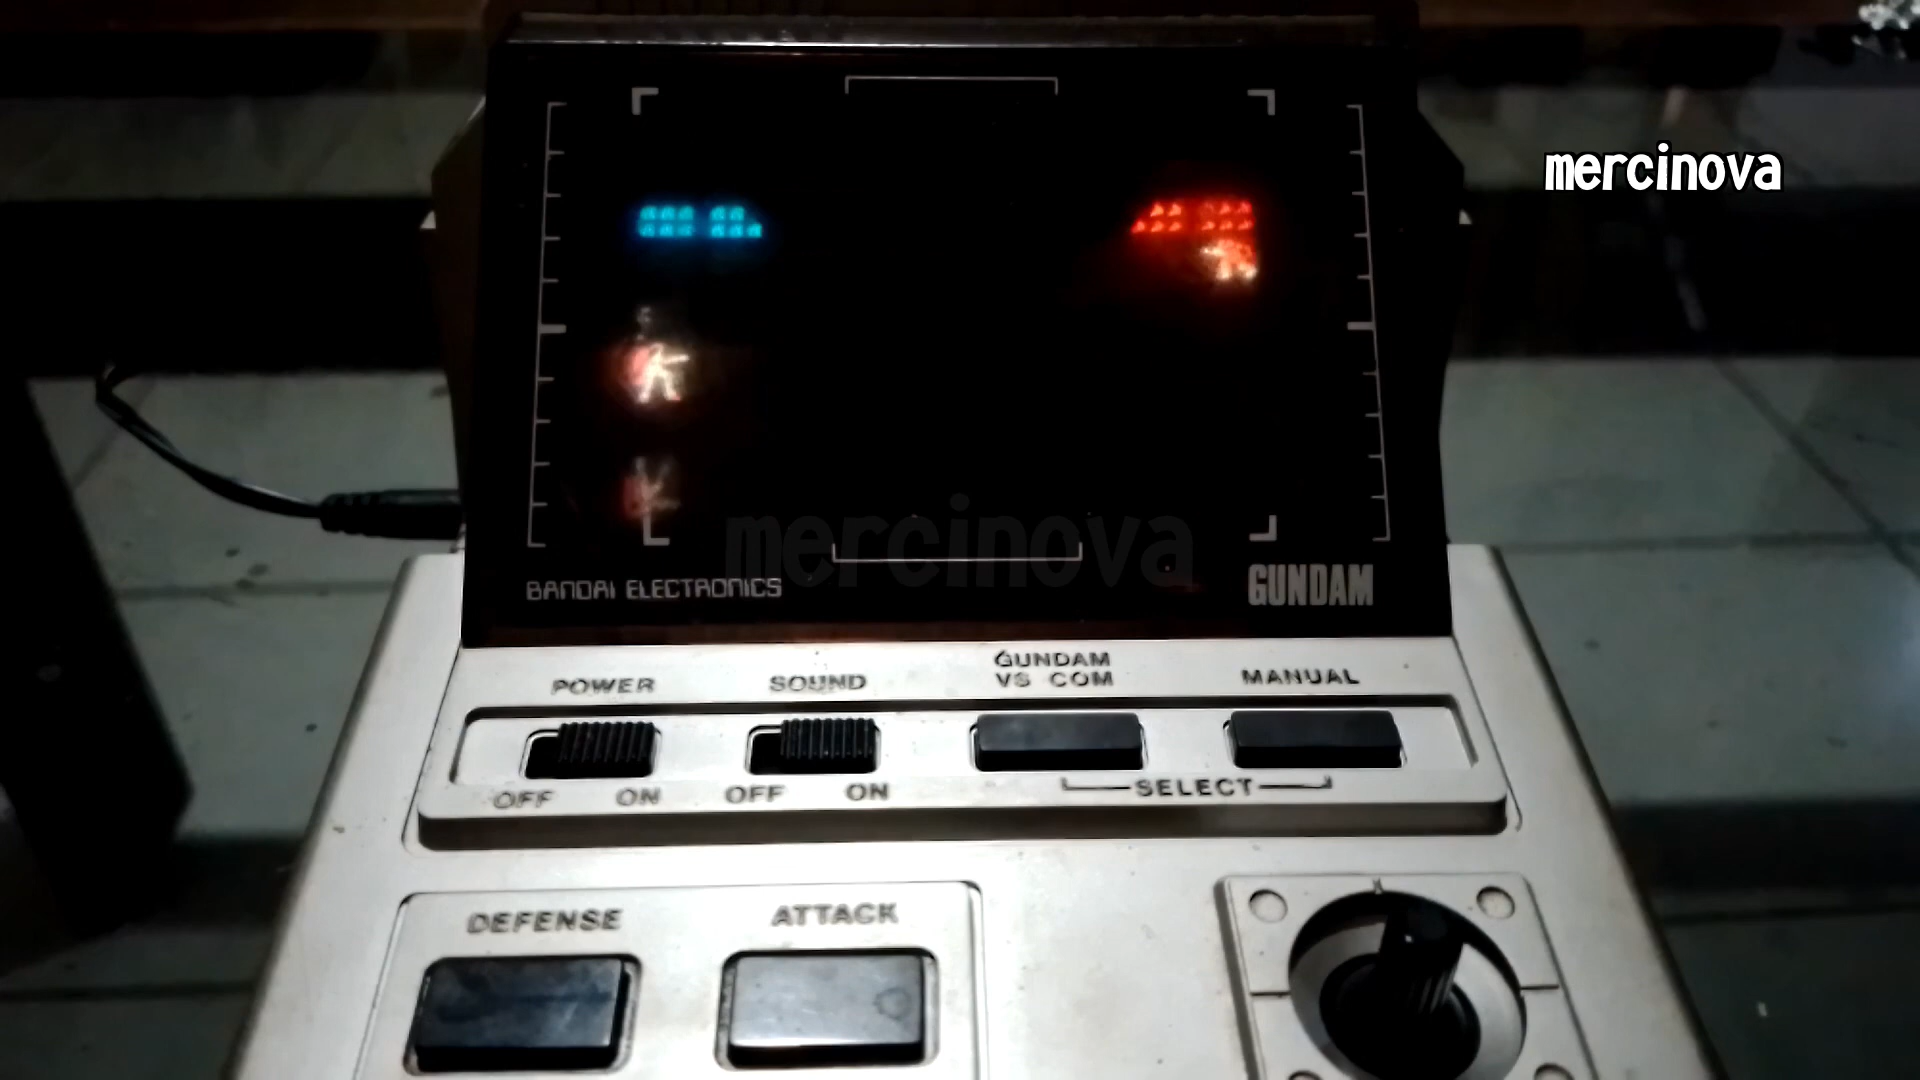 mercinova
mercinova
BANDAI ELECTRONICS
GUNDAM
POWER
SOUND
GUNDAM
VS COM
MANUAL
OFF
ON
OFF
ON
SELECT
DEFENSE
ATTACK